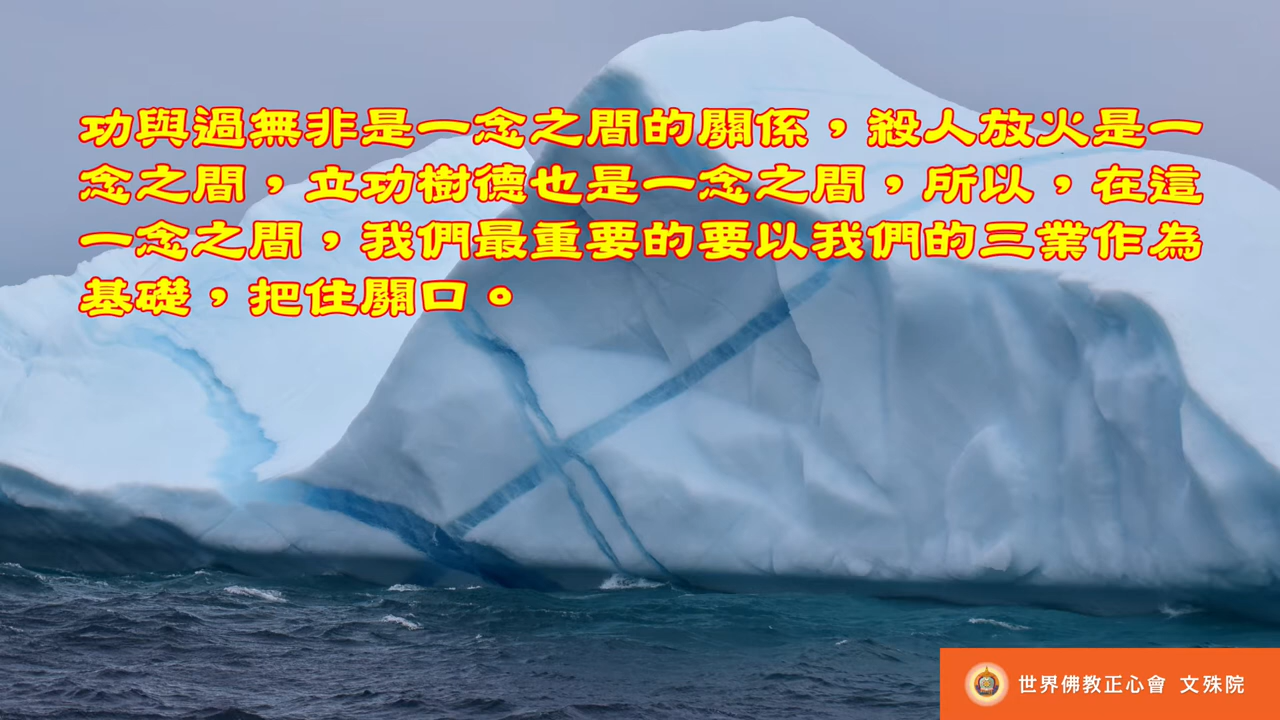 功與過無非是一念之間的關係，殺人放火是一
念之間，立功樹德也是一念之間，所以，在這
一念之間，我們最重要的要以我們的三業作為
基礎，把住關口。
世界佛教正心會 文殊院